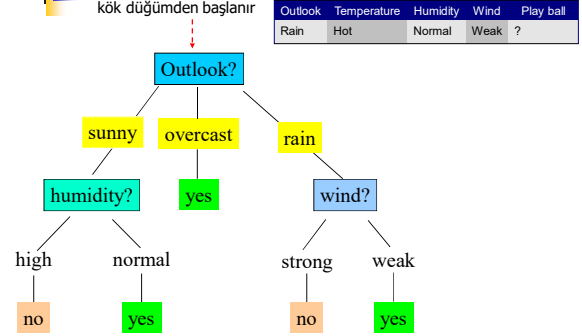 kök düğümden başlanır
Outlook Temperature Humidity Wind Play ball
Rain Hot Normal Weak ?
Outlook?
sunny overcast rain
humidity? yes wind?
high normal strong weak
no yes no yes